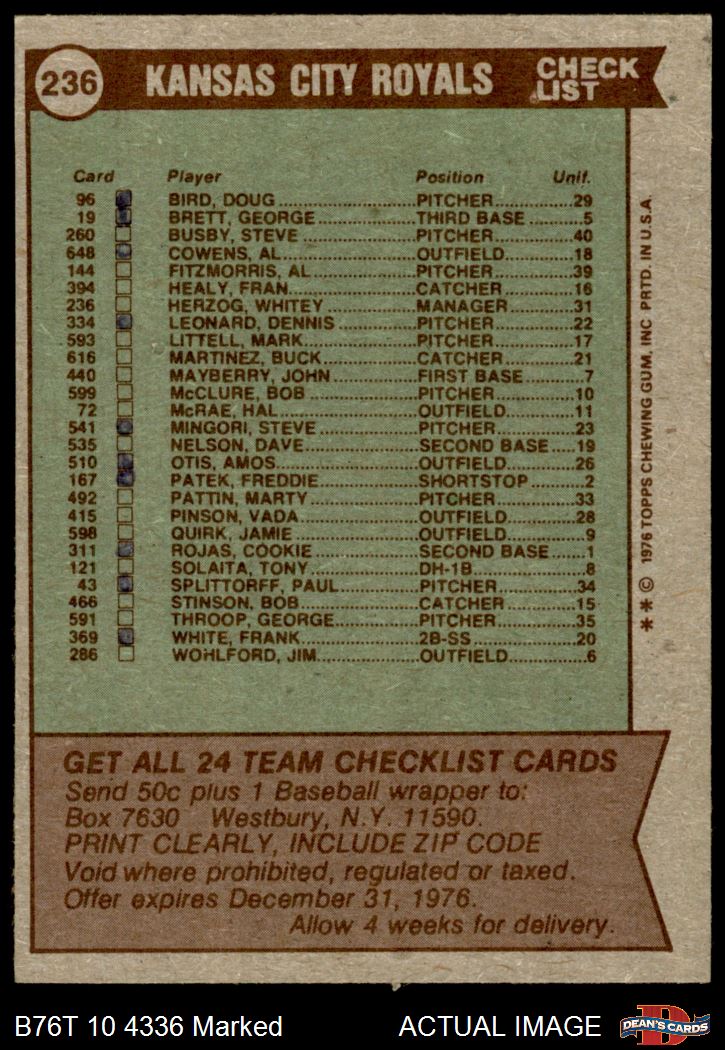 236 KANSAS CITY ROYALS CHECK LIST
Card Player Position Unif.
96 BIRD, DOUG PITCHER 29
19 BRETT, GEORGE THIRD BASE 5
260 BUSBY, STEVE PITCHER 40
648 COWENS, AL OUTFIELD 18
144 FITZMORRIS, AL PITCHER 39
394 HEALY, FRAN CATCHER 16
236 HERZOG, WHITEY MANAGER 31
334 LEONARD, DENNIS PITCHER 22
593 LITTELL, MARK PITCHER 17
616 MARTINEZ, BUCK CATCHER 21
440 MAYBERRY, JOHN FIRST BASE 7
599 McCLURE, BOB PITCHER 10
72 McRAE, HAL OUTFIELD 11
541 MINGORI, STEVE PITCHER 23
535 NELSON, DAVE SECOND BASE 19
510 OTIS, AMOS OUTFIELD 26
167 PATEK, FREDDIE SHORTSTOP 2
492 PATTIN, MARTY PITCHER 33
415 PINSON, VADA OUTFIELD 28
598 QUIRK, JAMIE OUTFIELD 9
311 ROJAS, COOKIE SECOND BASE 1
121 SOLAITA, TONY DH-1B 8
43 SPLITTORFF, PAUL PITCHER 34
466 STINSON, BOB CATCHER 15
591 THROOP, GEORGE PITCHER 35
369 WHITE, FRANK 2B-SS 20
286 WOHLFORD, JIM OUTFIELD 6
**© 1976 TOPPS CHEWING GUM, INC PRTD. IN U.S.A.
GET ALL 24 TEAM CHECKLIST CARDS
Send 50c plus 1 Baseball wrapper to:
Box 7630 Westbury, N.Y. 11590.
PRINT CLEARLY, INCLUDE ZIP CODE
Void where prohibited, regulated or taxed.
Offer expires December 31, 1976.
Allow 4 weeks for delivery.
B76T 10 4336 Marked ACTUAL IMAGE
D
DEAN'S CARDS